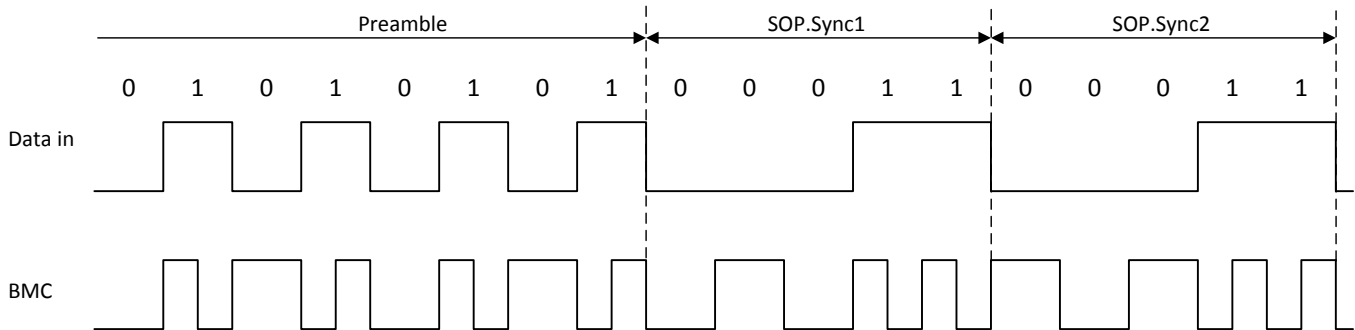 Preamble SOP.Sync1 SOP.Sync2
0 1 0 1 0 1 0 1 0 0 0 1 1 0 0 0 1 1
Data in
BMC